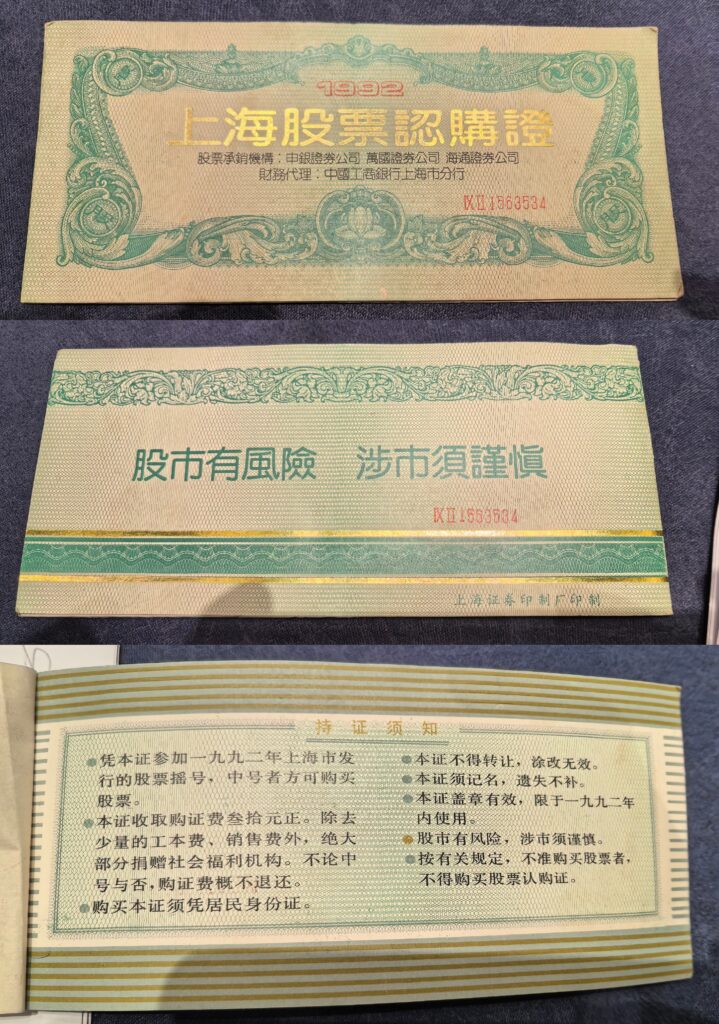 1992
上海股票認購證
股票承銷機構：申銀證券公司 萬國證券公司 海通證券公司
財務代理：中國工商銀行上海市分行
ⅨⅡ1563534
股市有風險 涉市須謹慎
ⅨⅡ1563534
上海证券印制厂印制
持证须知
凭本证参加一九九二年上海市发
行的股票摇号，中号者方可购买
股票。
本证收取购证费叁拾元正。除去
少量的工本费、销售费外，绝大
部分捐赠社会福利机构。不论中
号与否，购证费概不退还。
购买本证须凭居民身份证。
本证不得转让，涂改无效。
本证须记名，遗失不补。
本证盖章有效，限于一九九二年
内使用。
股市有风险，涉市须谨慎。
按有关规定，不准购买股票者，
不得购买股票认购证。